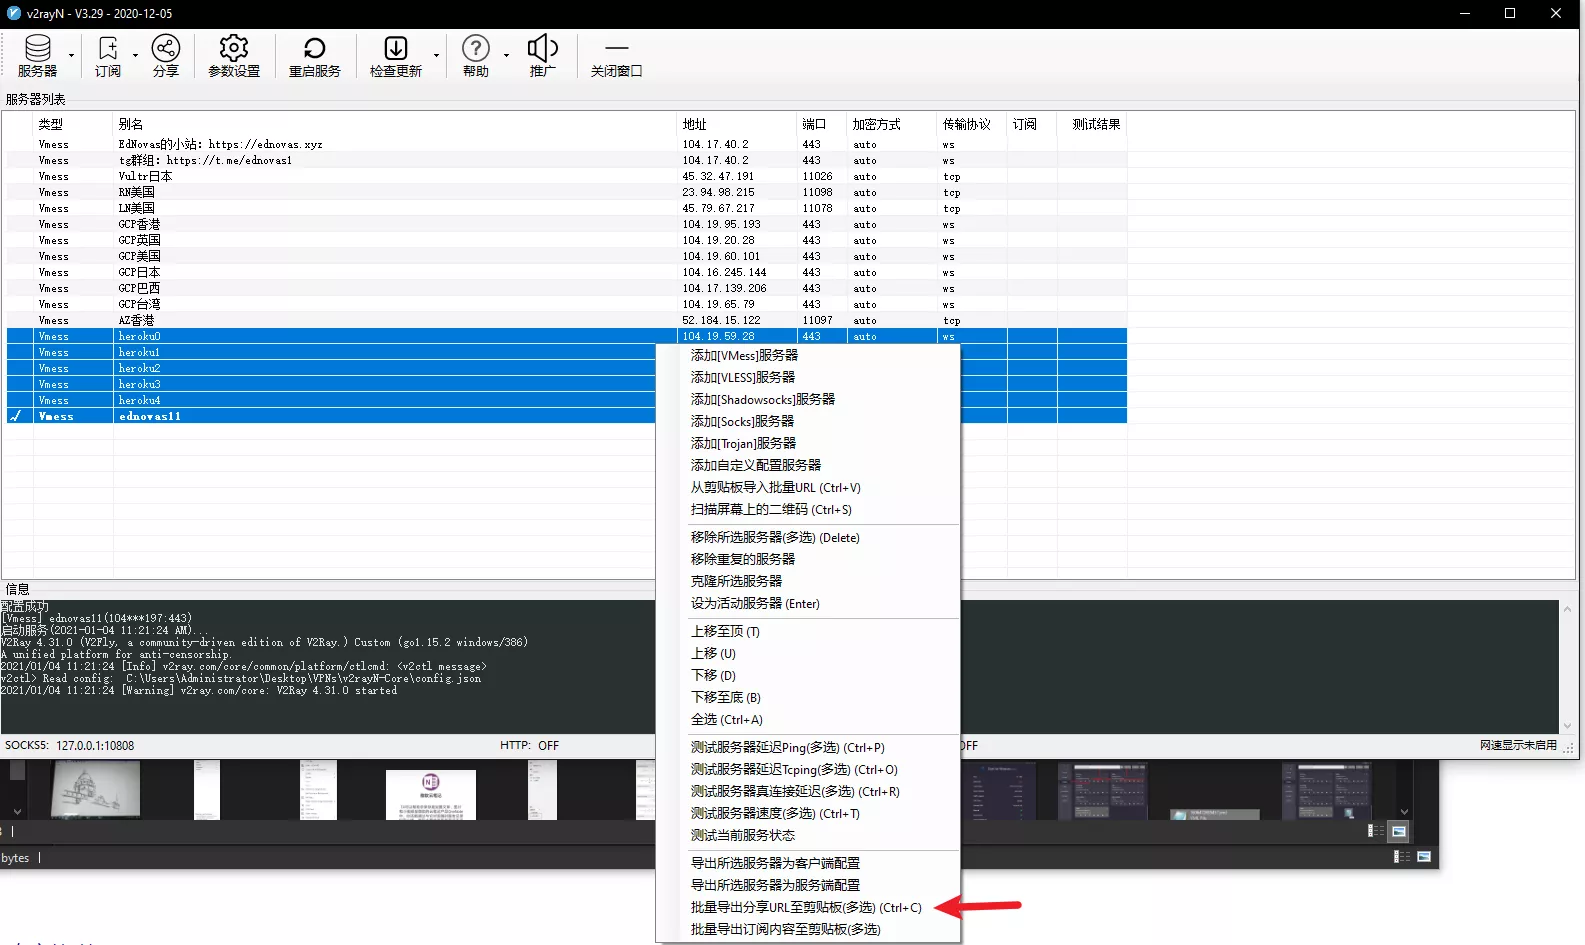 v2rayN - V3.29 - 2020-12-05
服务器 订阅 分享 参数设置 重启服务 检查更新 帮助 推广 关闭窗口
服务器列表
类型 别名 地址 端口 加密方式 传输协议 订阅 测试结果
Vmess EdNovas的小站：https://ednovas.xyz 104.17.40.2 443 auto ws
Vmess tg群组：https://t.me/ednovas1 104.17.40.2 443 auto ws
Vmess Vultr日本 45.32.47.191 11026 auto tcp
Vmess RN美国 23.94.98.215 11098 auto tcp
Vmess LN美国 45.79.67.217 11078 auto tcp
Vmess GCP香港 104.19.95.193 443 auto ws
Vmess GCP英国 104.19.20.28 443 auto ws
Vmess GCP美国 104.19.60.101 443 auto ws
Vmess GCP日本 104.16.245.144 443 auto ws
Vmess GCP巴西 104.17.139.206 443 auto ws
Vmess GCP台湾 104.19.65.79 443 auto ws
Vmess AZ香港 52.184.15.122 11097 auto tcp
Vmess heroku0 104.19.59.28 443 auto ws
Vmess heroku1
Vmess heroku2
Vmess heroku3
Vmess heroku4
Vmess ednovas11
添加[VMess]服务器
添加[VLESS]服务器
添加[Shadowsocks]服务器
添加[Socks]服务器
添加[Trojan]服务器
添加自定义配置服务器
从剪贴板导入批量URL (Ctrl+V)
扫描屏幕上的二维码 (Ctrl+S)
移除所选服务器(多选) (Delete)
移除重复的服务器
克隆所选服务器
设为活动服务器 (Enter)
上移至顶 (T)
上移 (U)
下移 (D)
下移至底 (B)
全选 (Ctrl+A)
测试服务器延迟Ping(多选) (Ctrl+P)
测试服务器延迟Tcping(多选) (Ctrl+O)
测试服务器真连接延迟(多选) (Ctrl+R)
测试服务器速度(多选) (Ctrl+T)
测试当前服务状态
导出所选服务器为客户端配置
导出所选服务器为服务端配置
批量导出分享URL至剪贴板(多选) (Ctrl+C)
批量导出订阅内容至剪贴板(多选)
信息
配置成功
[Vmess] ednovas11(104***197:443)
启动服务(2021-01-04 11:21:24 AM)...
V2Ray 4.31.0 (V2Fly, a community-driven edition of V2Ray.) Custom (go1.15.2 windows/386)
A unified platform for anti-censorship.
2021/01/04 11:21:24 [Info] v2ray.com/core/common/platform/ctlcmd: <v2ctl message>
v2ctl> Read config: C:\Users\Administrator\Desktop\VPNs\v2rayN-Core\config.json
2021/01/04 11:21:24 [Warning] v2ray.com/core: V2Ray 4.31.0 started
SOCKS5: 127.0.0.1:10808 HTTP: OFF OFF 网速显示未启用
bytes